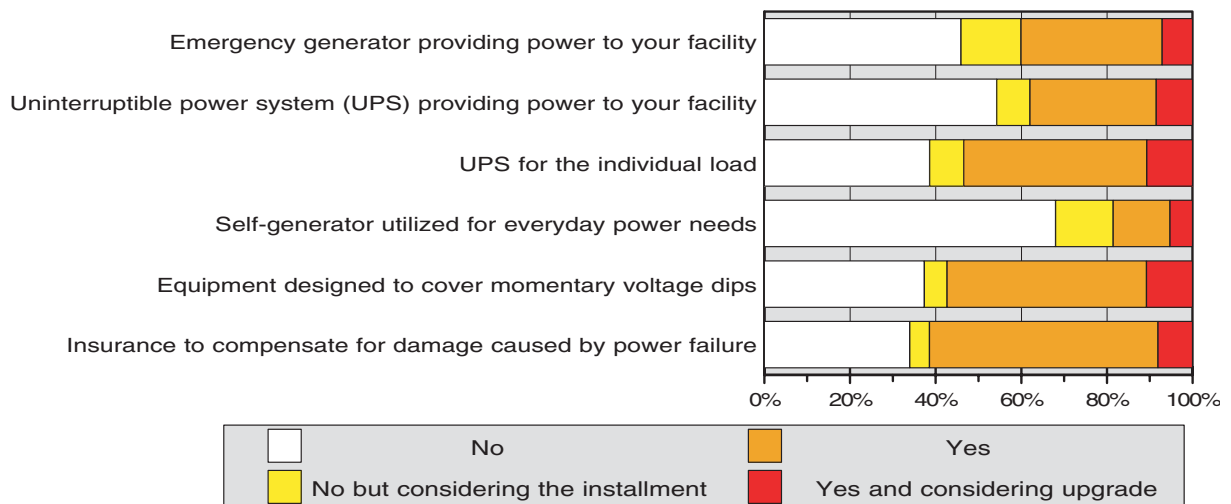 Emergency generator providing power to your facility
Uninterruptible power system (UPS) providing power to your facility
UPS for the individual load
Self-generator utilized for everyday power needs
Equipment designed to cover momentary voltage dips
Insurance to compensate for damage caused by power failure
0% 20% 40% 60% 80% 100%
No Yes
No but considering the installment Yes and considering upgrade